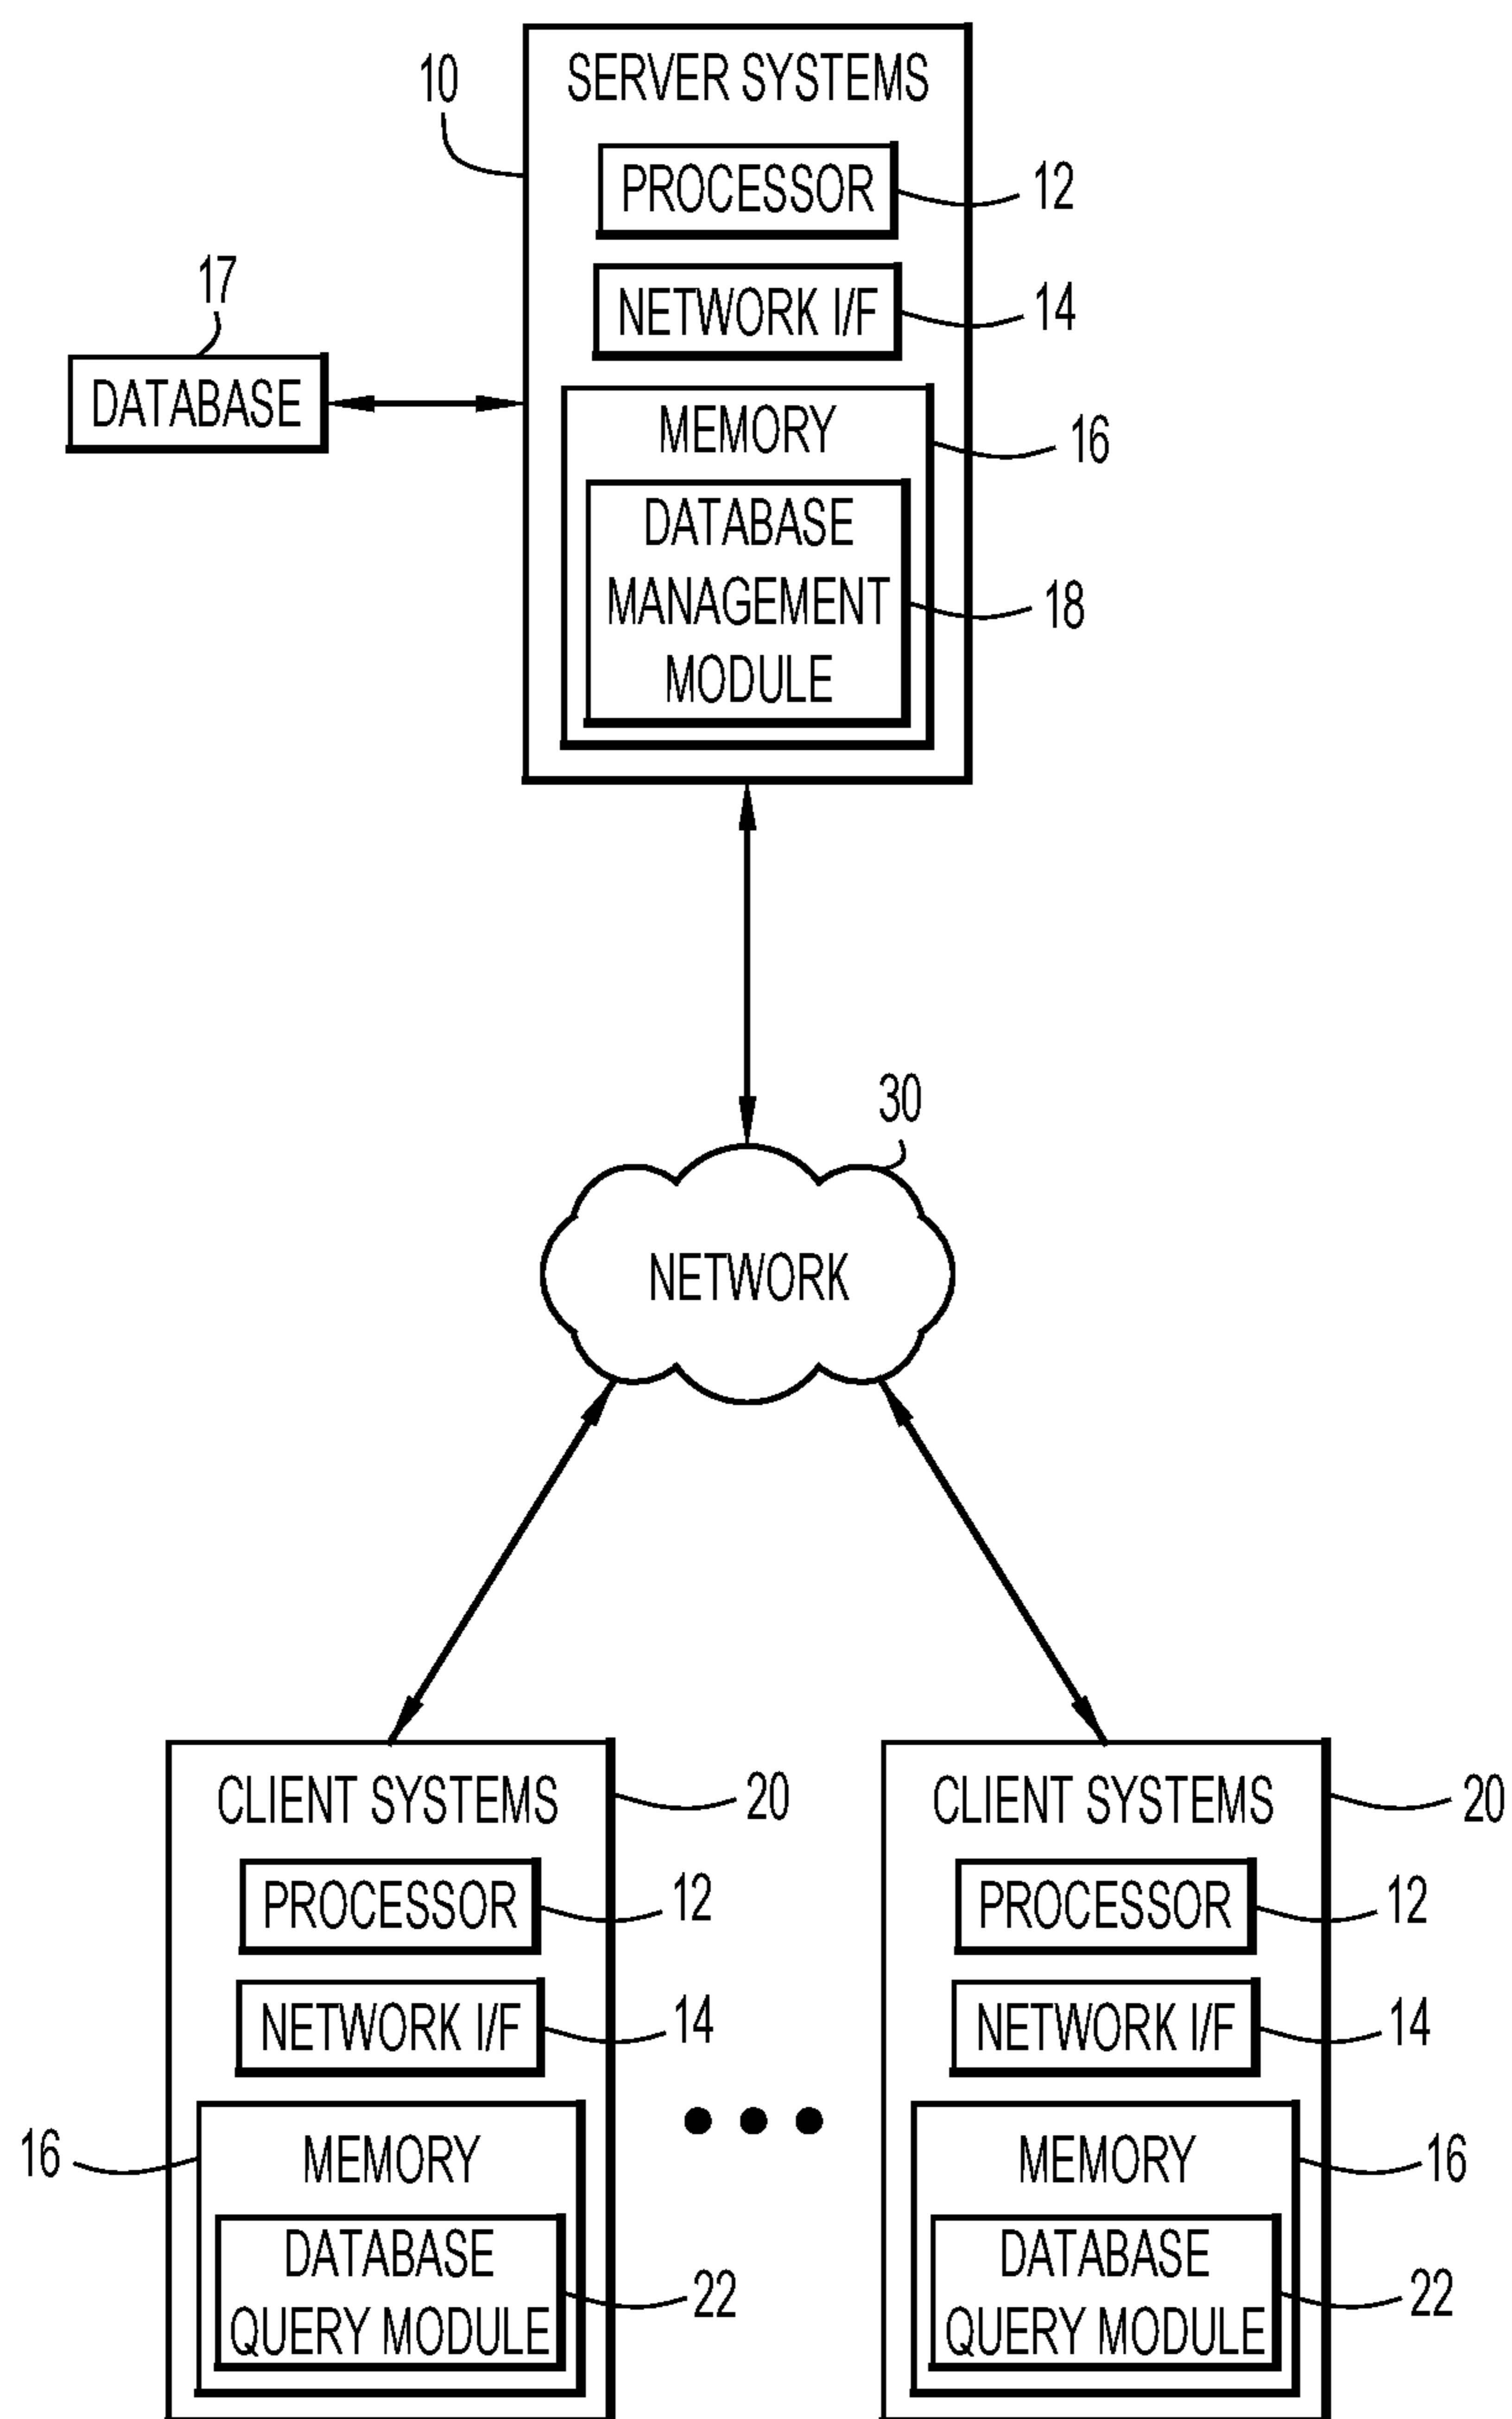 10
SERVER SYSTEMS
PROCESSOR
12
17
NETWORK I/F
14
DATABASE
MEMORY
16
DATABASE
MANAGEMENT
MODULE
18
30
NETWORK
CLIENT SYSTEMS
20
PROCESSOR
12
NETWORK I/F
14
16
MEMORY
DATABASE
QUERY MODULE
22
CLIENT SYSTEMS
20
PROCESSOR
12
NETWORK I/F
14
MEMORY
16
DATABASE
QUERY MODULE
22